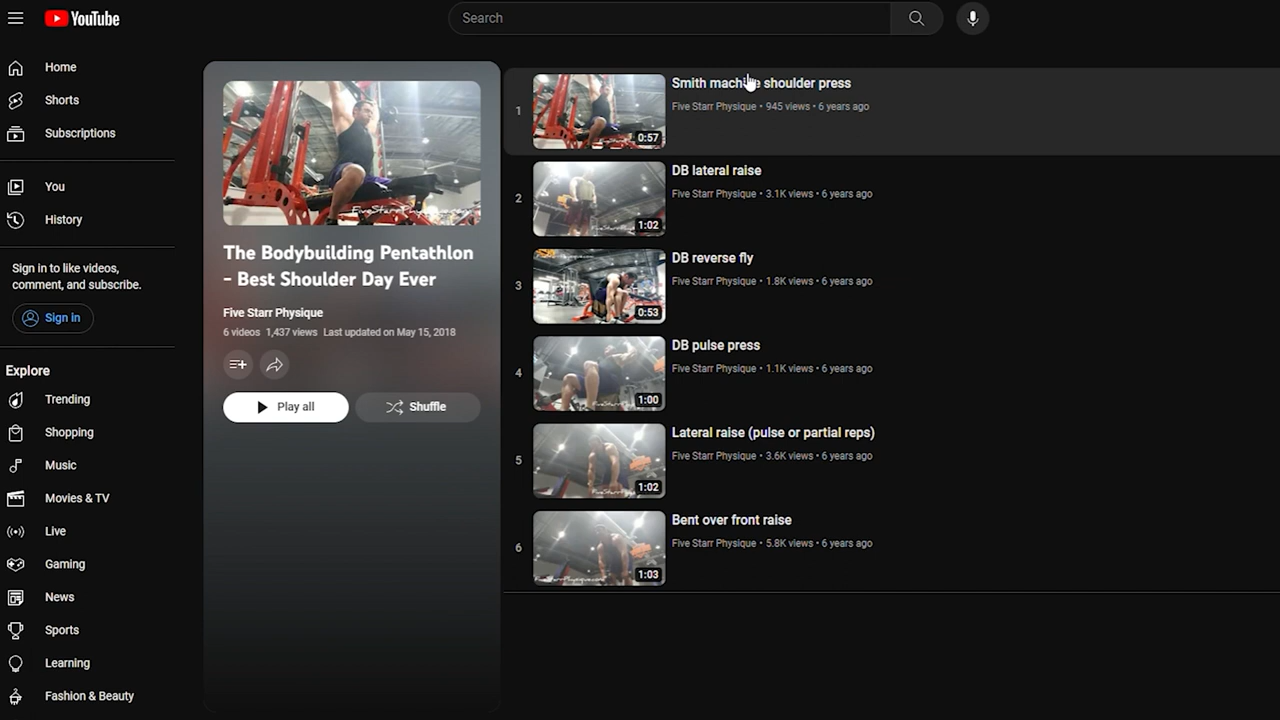 YouTube
Search
Home
Shorts
Subscriptions
You
History
Sign in to like videos,
comment, and subscribe.
Sign in
Explore
Trending
Shopping
Music
Movies & TV
Live
Gaming
News
Sports
Learning
Fashion & Beauty
The Bodybuilding Pentathlon
- Best Shoulder Day Ever
Five Starr Physique
6 videos 1,437 views Last updated on May 15, 2018
Play all
Shuffle
1
0:57
Smith machine shoulder press
Five Starr Physique • 945 views • 6 years ago
2
1:02
DB lateral raise
Five Starr Physique • 3.1K views • 6 years ago
3
0:53
DB reverse fly
Five Starr Physique • 1.8K views • 6 years ago
4
1:00
DB pulse press
Five Starr Physique • 1.1K views • 6 years ago
5
1:02
Lateral raise (pulse or partial reps)
Five Starr Physique • 3.6K views • 6 years ago
6
1:03
Bent over front raise
Five Starr Physique • 5.8K views • 6 years ago